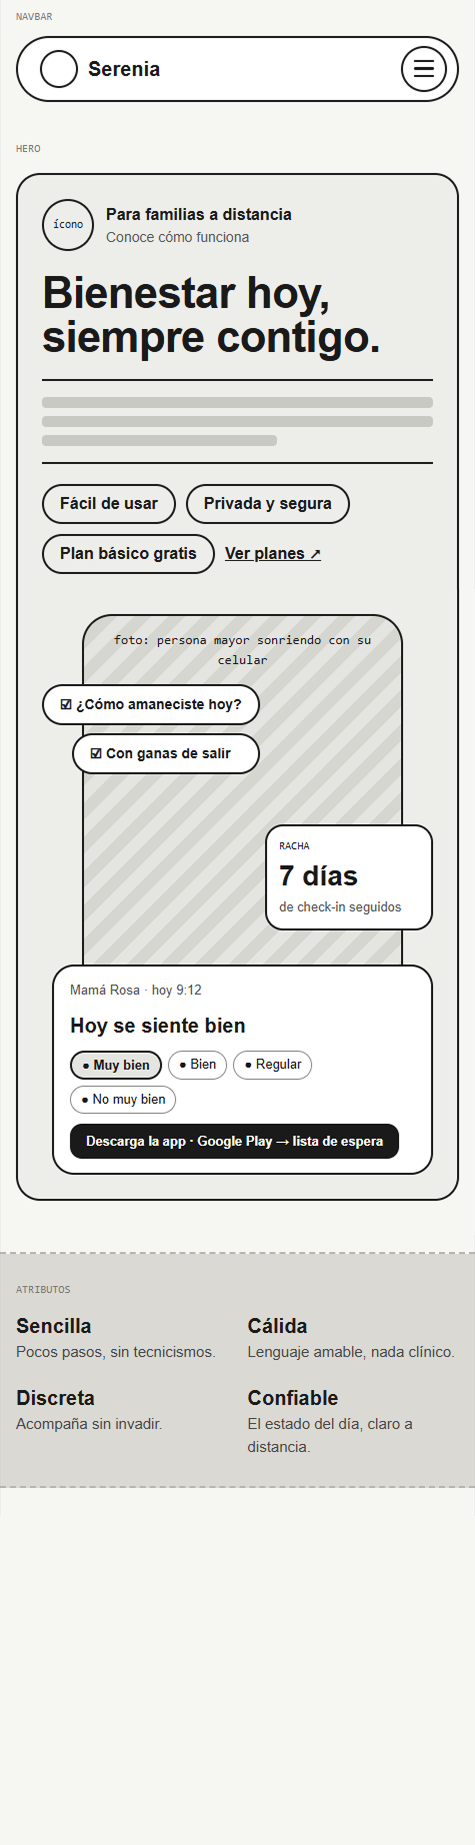 NAVBAR
Serenia
HERO
ícono
Para familias a distancia
Conoce cómo funciona
Bienestar hoy,
siempre contigo.
Fácil de usar
Privada y segura
Plan básico gratis
Ver planes ↗
foto: persona mayor sonriendo con su
celular
☑ ¿Cómo amaneciste hoy?
☑ Con ganas de salir
RACHA
7 días
de check-in seguidos
Mamá Rosa · hoy 9:12
Hoy se siente bien
● Muy bien
● Bien
● Regular
● No muy bien
Descarga la app · Google Play → lista de espera
ATRIBUTOS
Sencilla
Pocos pasos, sin tecnicismos.
Cálida
Lenguaje amable, nada clínico.
Discreta
Acompaña sin invadir.
Confiable
El estado del día, claro a
distancia.